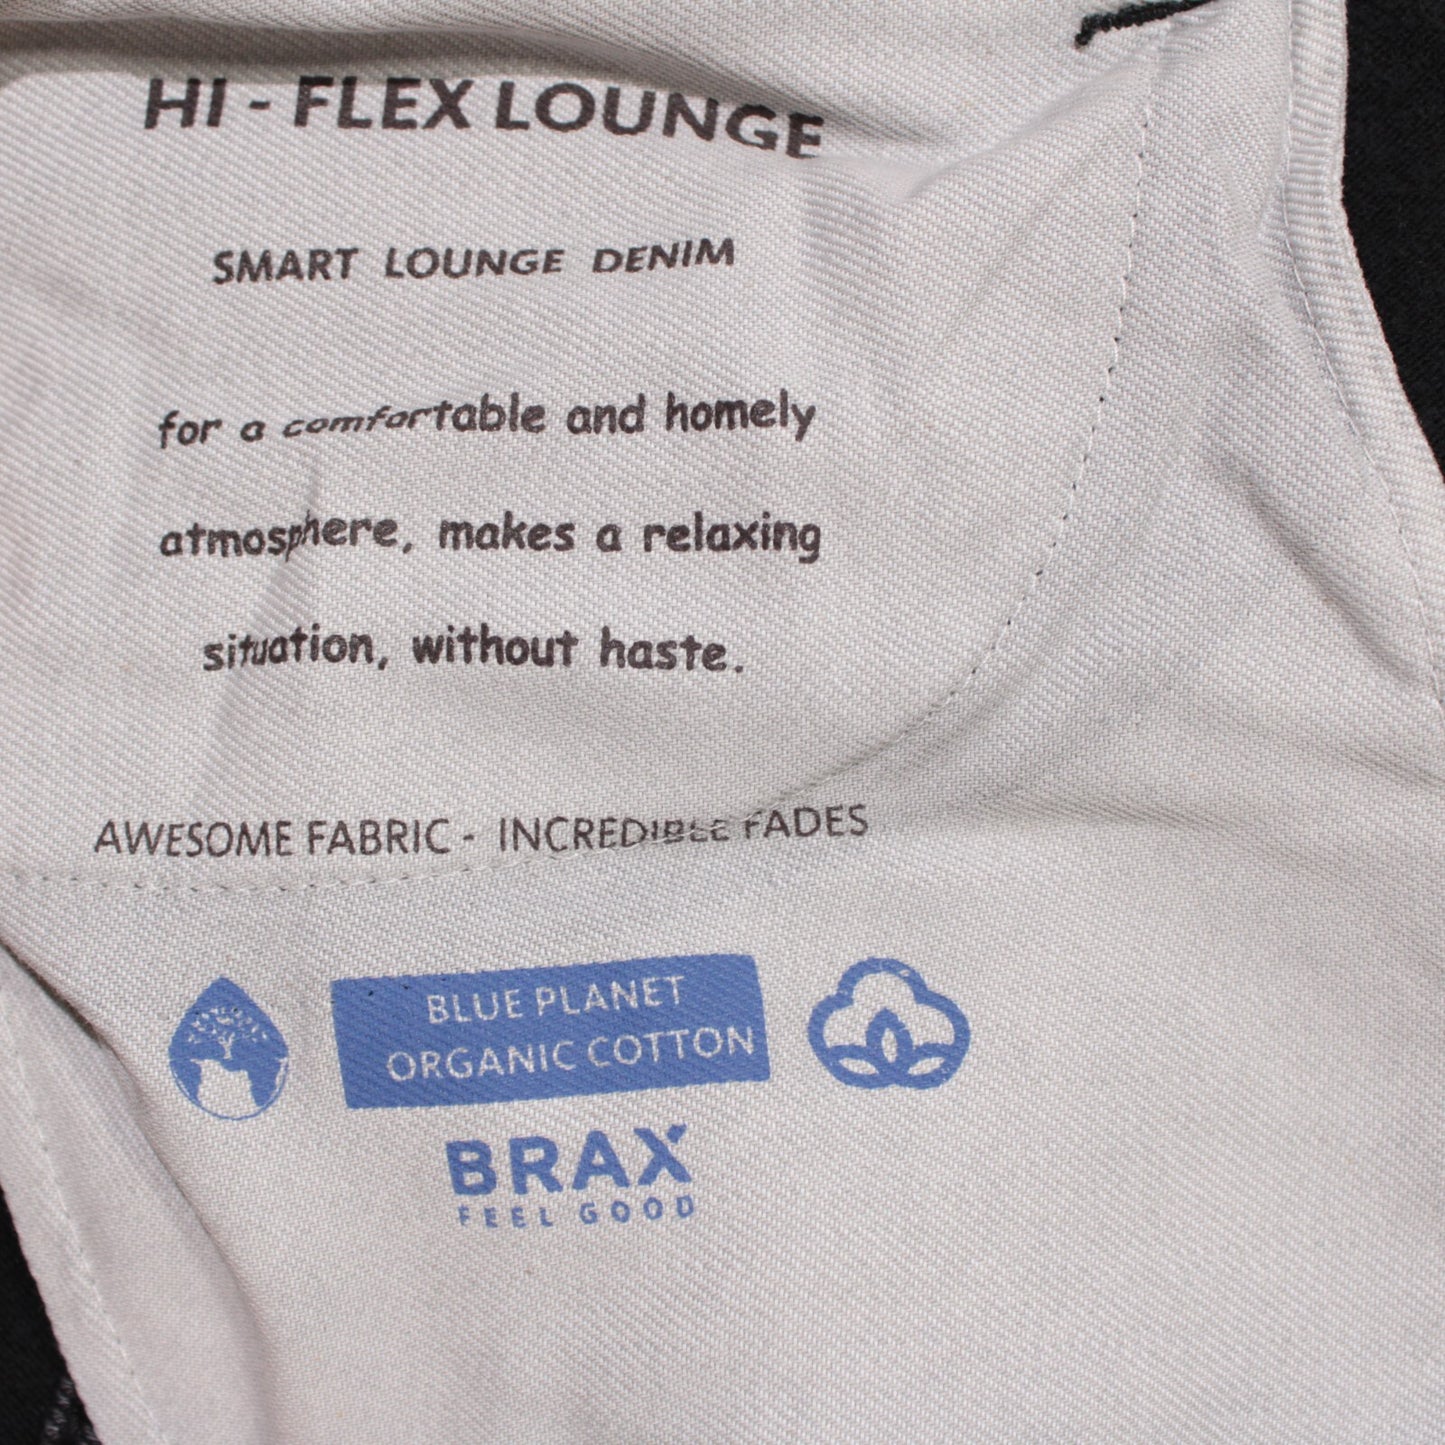 HI - FLEX LOUNGE
SMART LOUNGE DENIM
for a comfortable and homely
atmosphere, makes a relaxing
situation, without haste.
AWESOME FABRIC - INCREDIBLE FADES
BLUE PLANET
ORGANIC COTTON
BRAX
FEEL GOOD